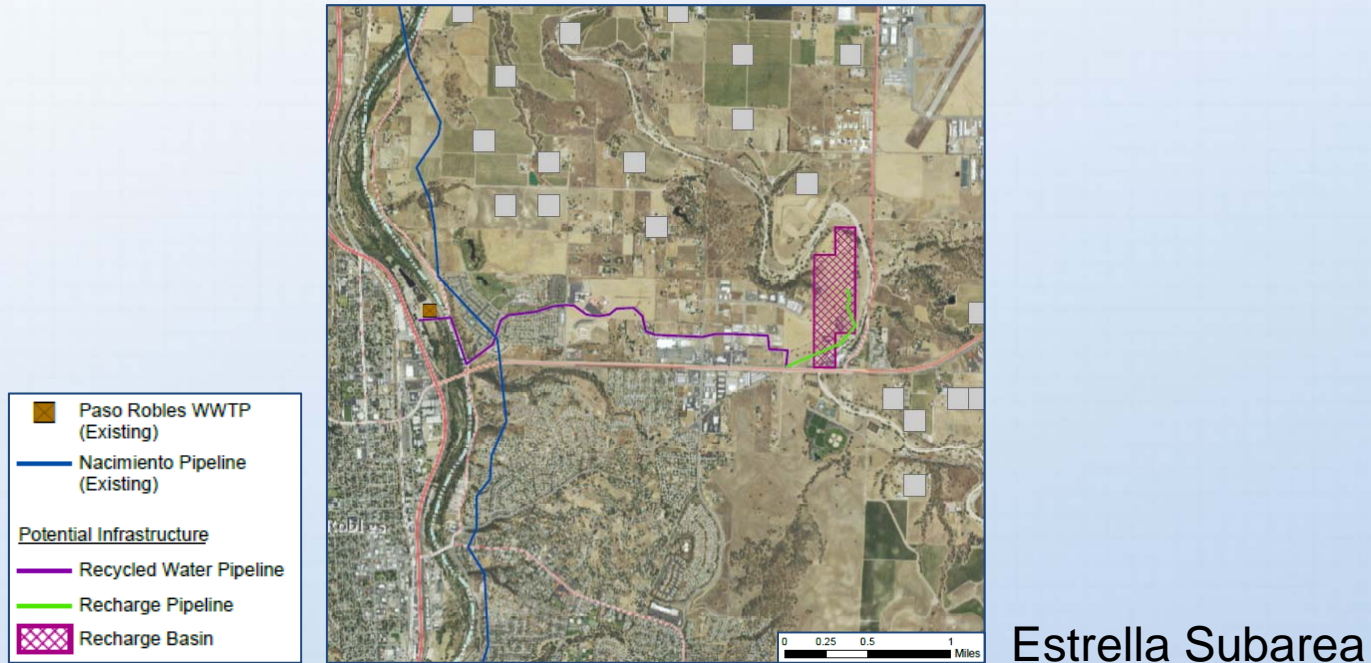 Robles
0 0.25 0.5 1
Miles
Paso Robles WWTP
(Existing)
Nacimiento Pipeline
(Existing)
Potential Infrastructure
Recycled Water Pipeline
Recharge Pipeline
Recharge Basin
Estrella Subarea